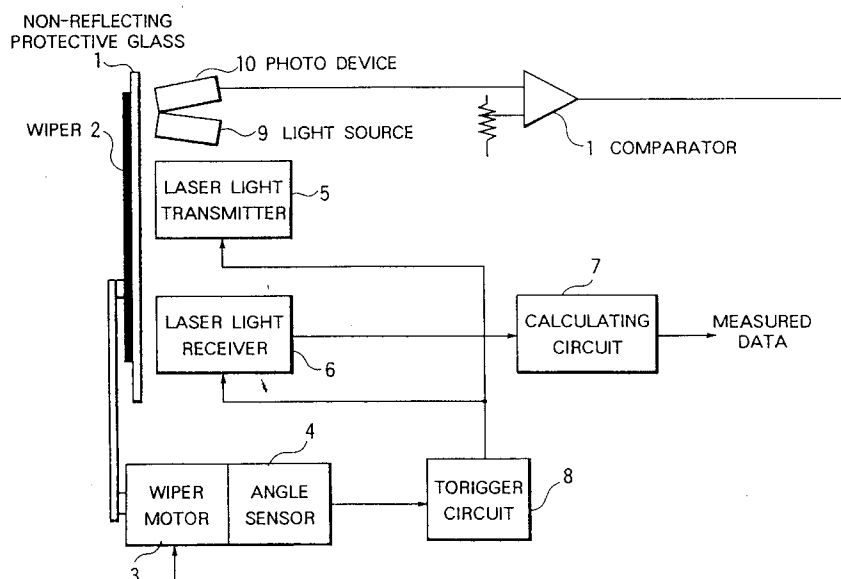 NON-REFLECTING
PROTECTIVE GLASS
1
10 PHOTO DEVICE
WIPER 2
9 LIGHT SOURCE
1 COMPARATOR
LASER LIGHT
TRANSMITTER
5
7
LASER LIGHT
RECEIVER
6
CALCULATING
CIRCUIT
MEASURED
DATA
4
WIPER
MOTOR
ANGLE
SENSOR
TORIGGER
CIRCUIT
8
3